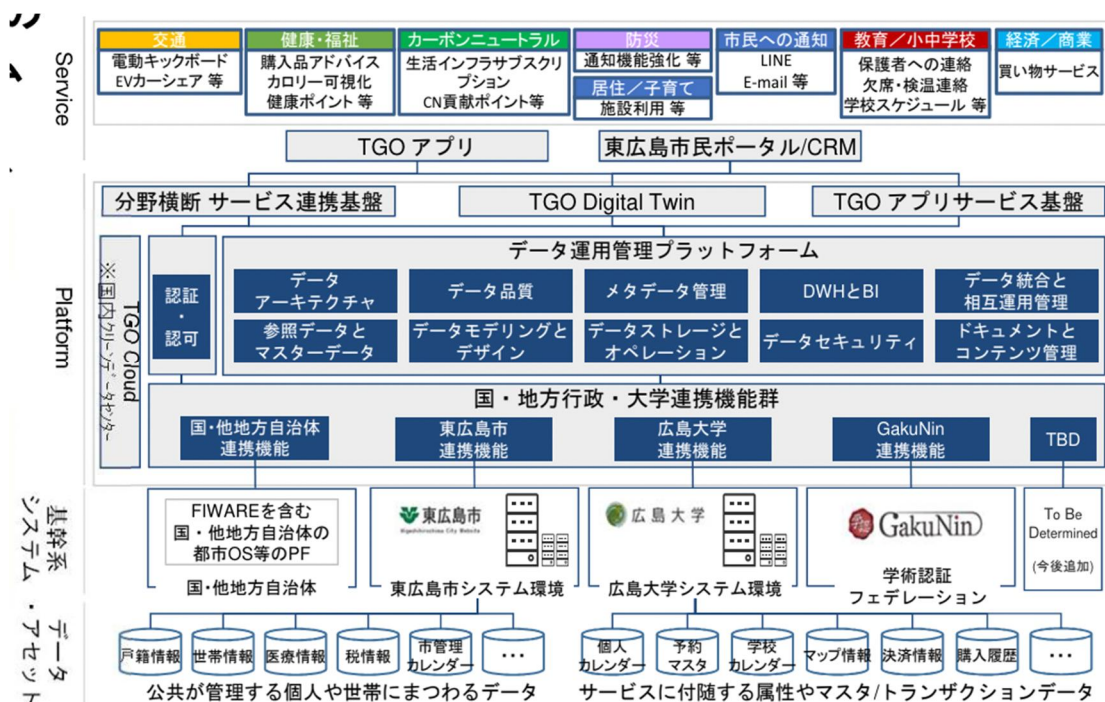 Service
交通
電動キックボード
EVカーシェア 等
健康・福祉
購入品アドバイス
カロリー可視化
健康ポイント 等
カーボンニュートラル
生活インフラサブスクリ
プション
CN貢献ポイント等
防災
通知機能強化 等
居住／子育て
施設利用 等
市民への通知
LINE
E-mail 等
教育／小中学校
保護者への連絡
欠席・検温連絡
学校スケジュール 等
経済／商業
買い物サービス
TGO アプリ
東広島市民ポータル/CRM
Platform
分野横断 サービス連携基盤
TGO Digital Twin
TGO アプリサービス基盤
TGO Cloud
※国内クリーンデータセンター
認証
・
認可
データ運用管理プラットフォーム
データ
アーキテクチャ
データ品質
メタデータ管理
DWHとBI
データ統合と
相互運用管理
参照データと
マスターデータ
データモデリングと
デザイン
データストレージと
オペレーション
データセキュリティ
ドキュメントと
コンテンツ管理
国・地方行政・大学連携機能群
国・他地方自治体
連携機能
東広島市
連携機能
広島大学
連携機能
GakuNin
連携機能
TBD
基幹系
システム
FIWAREを含む
国・他地方自治体の
都市OS等のPF
国・他地方自治体
東広島市
Higashihiroshima City Website
東広島市システム環境
広島大学
広島大学システム環境
GakuNin
学術認証
フェデレーション
To Be
Determined
(今後追加)
データ
・アセット
戸籍情報
世帯情報
医療情報
税情報
市管理
カレンダー
…
公共が管理する個人や世帯にまつわるデータ
個人
カレンダー
予約
マスタ
学校
カレンダー
マップ情報
決済情報
購入履歴
…
サービスに付随する属性やマスタ/トランザクションデータ